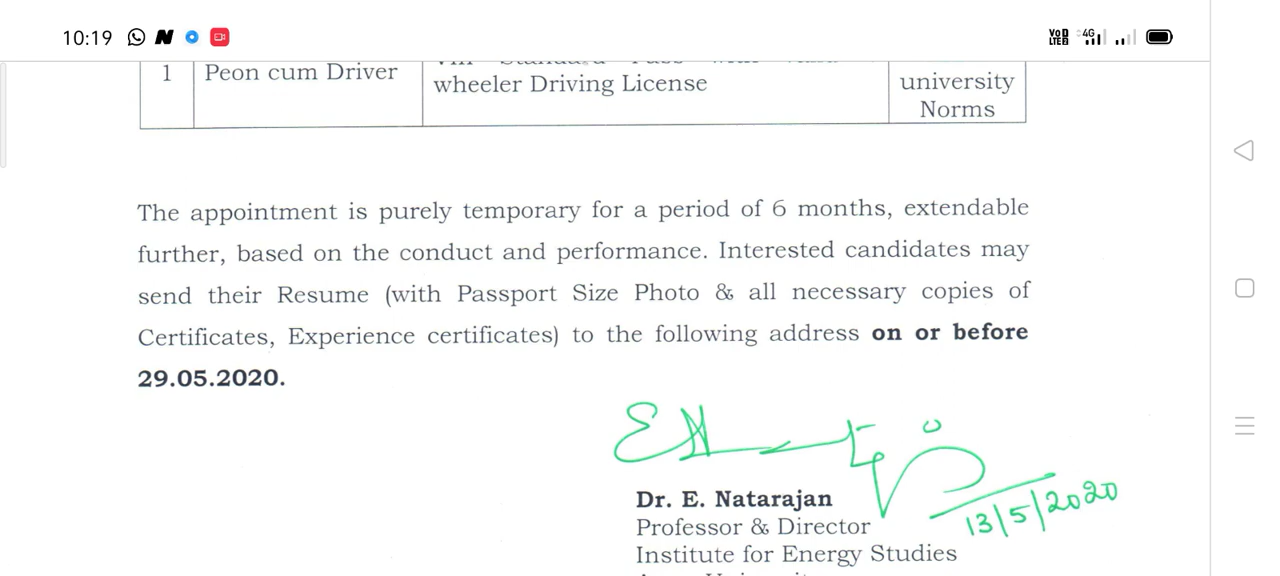 10:19
VoD LTE2 4G
1 Peon cum Driver
wheeler Driving License
university
Norms
The appointment is purely temporary for a period of 6 months, extendable
further, based on the conduct and performance. Interested candidates may
send their Resume (with Passport Size Photo & all necessary copies of
Certificates, Experience certificates) to the following address on or before
29.05.2020.
13/5/2020
Dr. E. Natarajan
Professor & Director
Institute for Energy Studies